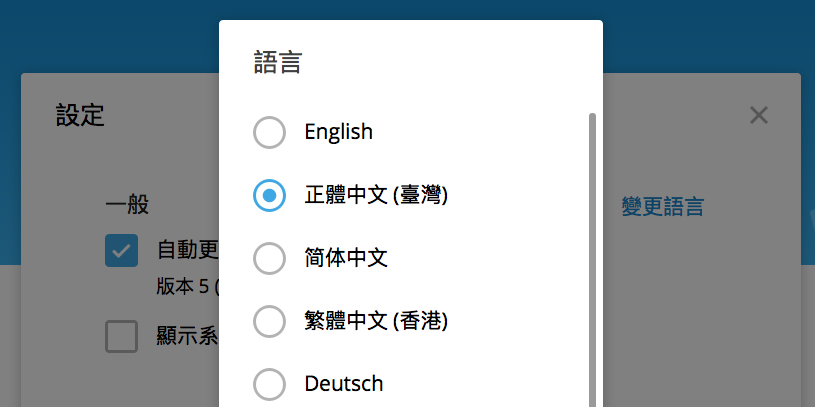 語言
設定
English
正體中文 (臺灣)
一般
變更語言
自動更
简体中文
版本 5 (
繁體中文 (香港)
顯示系
Deutsch